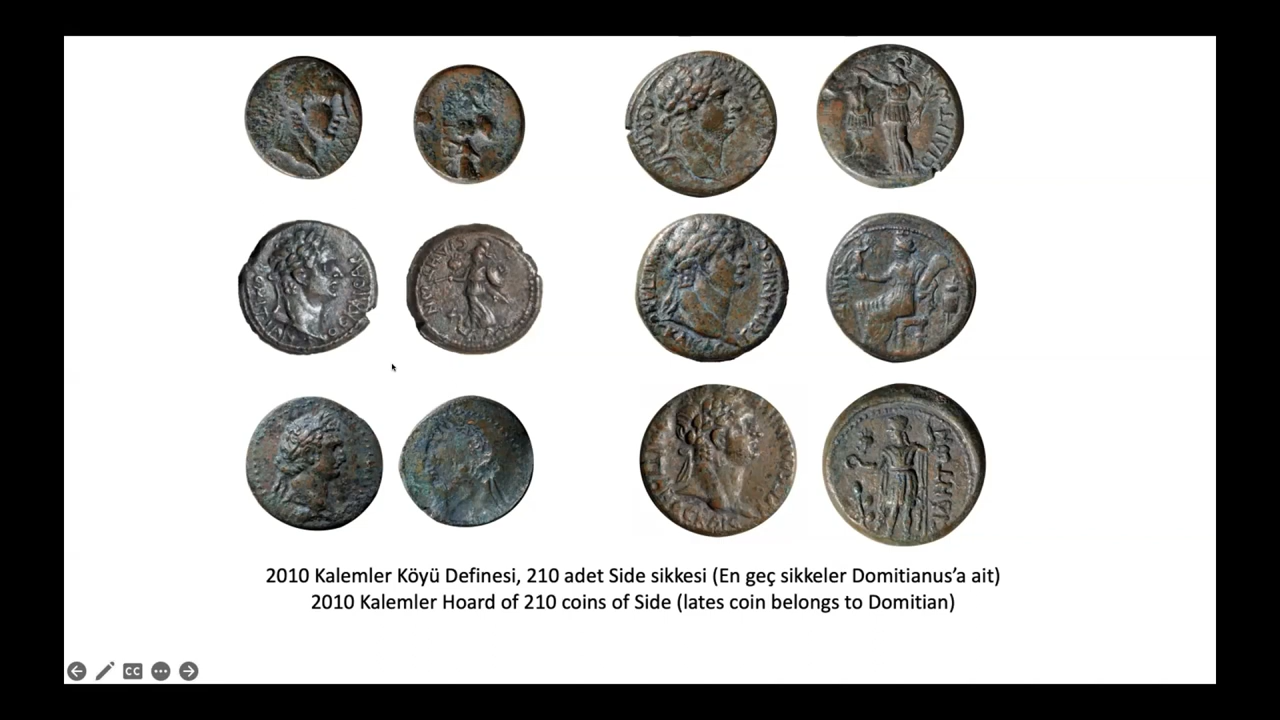 2010 Kalemler Köyü Definesi, 210 adet Side sikkesi (En geç sikkeler Domitianus’a ait)
2010 Kalemler Hoard of 210 coins of Side (lates coin belongs to Domitian)
CC